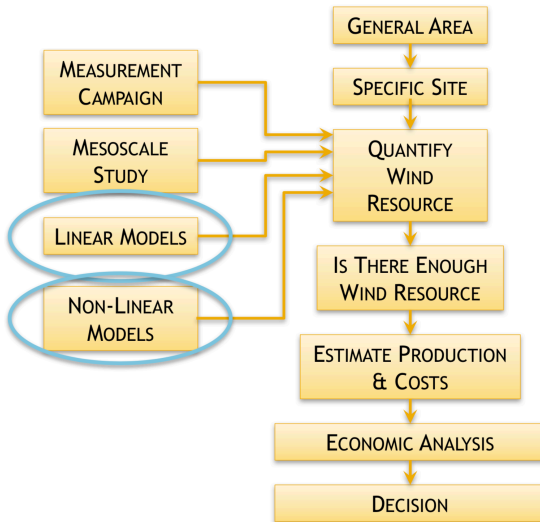 GENERAL AREA
MEASUREMENT
CAMPAIGN
SPECIFIC SITE
MESOSCALE
STUDY
QUANTIFY
WIND
RESOURCE
LINEAR MODELS
IS THERE ENOUGH
WIND RESOURCE
NON-LINEAR
MODELS
ESTIMATE PRODUCTION
& COSTS
ECONOMIC ANALYSIS
DECISION